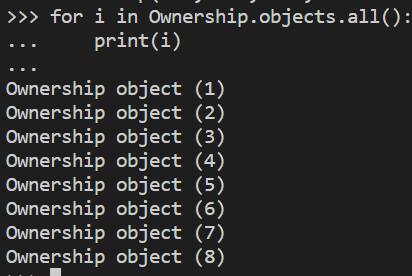 >>> for i in Ownership.objects.all():
...     print(i)
...
Ownership object (1)
Ownership object (2)
Ownership object (3)
Ownership object (4)
Ownership object (5)
Ownership object (6)
Ownership object (7)
Ownership object (8)